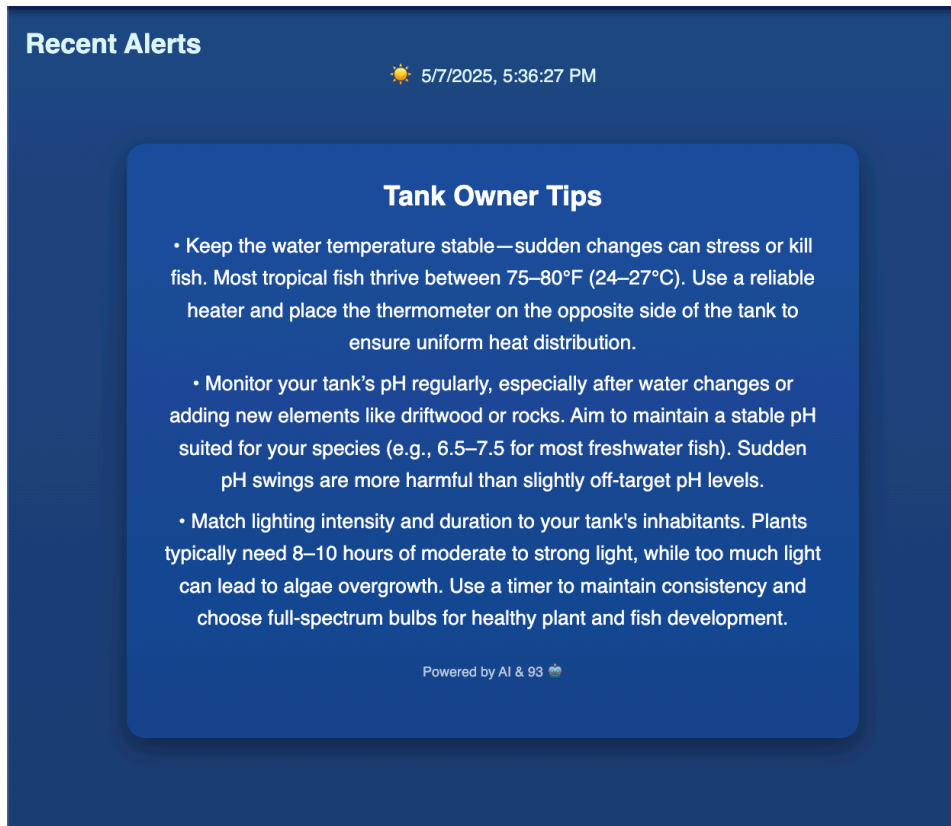 Recent Alerts
☀️ 5/7/2025, 5:36:27 PM
Tank Owner Tips
• Keep the water temperature stable—sudden changes can stress or kill
fish. Most tropical fish thrive between 75–80°F (24–27°C). Use a reliable
heater and place the thermometer on the opposite side of the tank to
ensure uniform heat distribution.
• Monitor your tank’s pH regularly, especially after water changes or
adding new elements like driftwood or rocks. Aim to maintain a stable pH
suited for your species (e.g., 6.5–7.5 for most freshwater fish). Sudden
pH swings are more harmful than slightly off-target pH levels.
• Match lighting intensity and duration to your tank's inhabitants. Plants
typically need 8–10 hours of moderate to strong light, while too much light
can lead to algae overgrowth. Use a timer to maintain consistency and
choose full-spectrum bulbs for healthy plant and fish development.
Powered by AI & 93 🤖